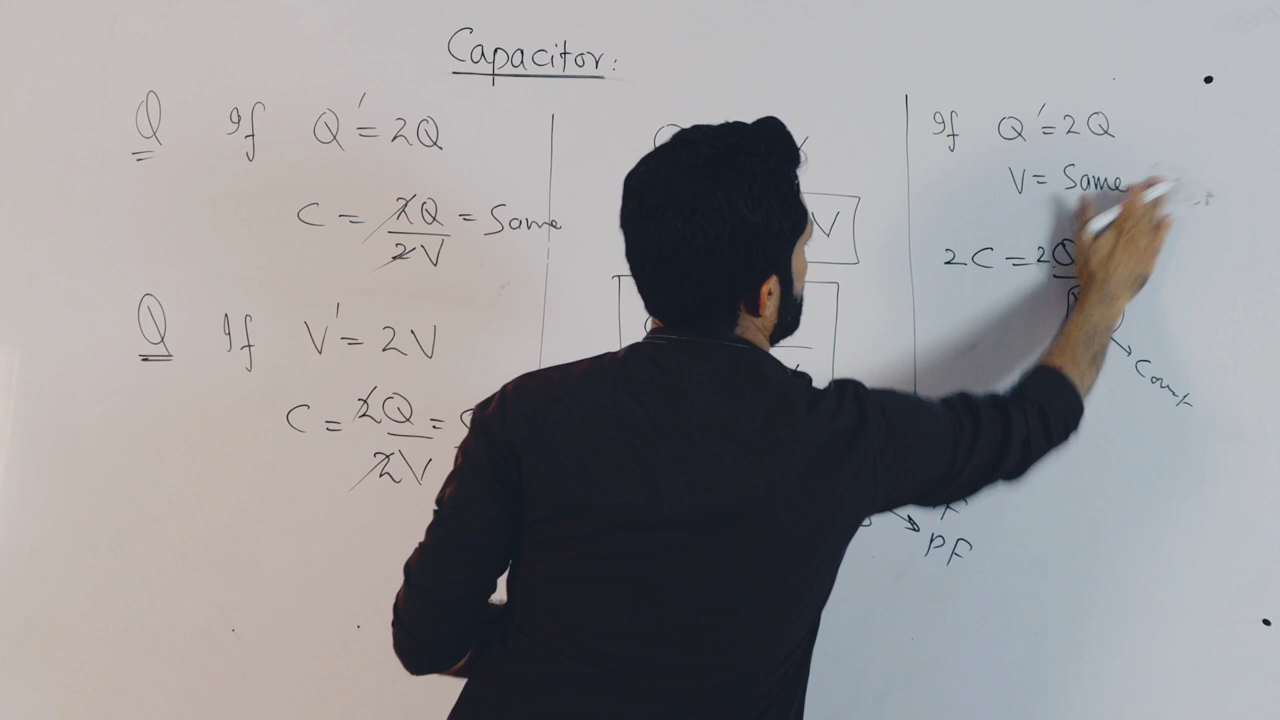 Capacitor:
Q If Q' = 2Q
C = 2Q / 2V = Same
Q If V' = 2V
C = 2Q / 2V =
V
If Q' = 2Q
V = Same
2C = 2Q
Const
PF